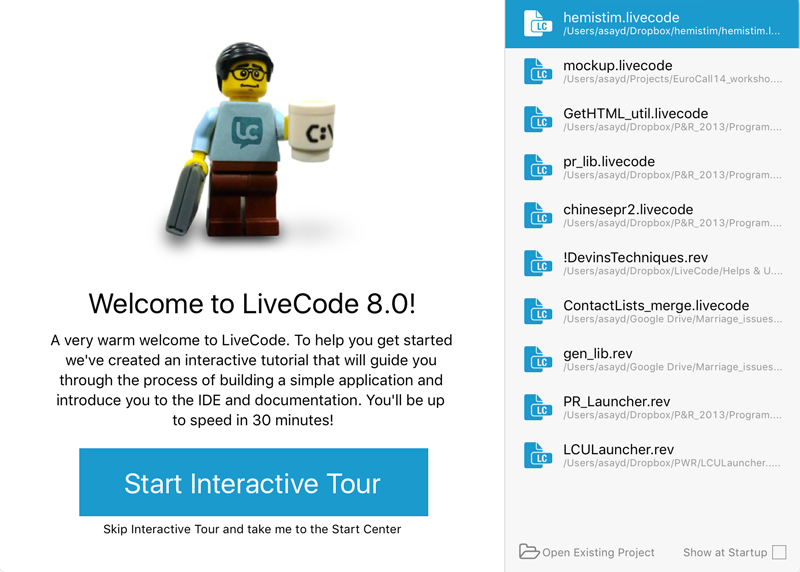 LC
C:\/
Welcome to LiveCode 8.0!
A very warm welcome to LiveCode. To help you get started
we've created an interactive tutorial that will guide you
through the process of building a simple application and
introduce you to the IDE and documentation. You'll be up
to speed in 30 minutes!
Start Interactive Tour
Skip Interactive Tour and take me to the Start Center
LC
hemistim.livecode
/Users/asayd/Dropbox/hemistim/hemistim.l...
LC
mockup.livecode
/Users/asayd/Projects/EuroCall14_worksho...
LC
GetHTML_util.livecode
/Users/asayd/Dropbox/P&R_2013/Program....
LC
pr_lib.livecode
/Users/asayd/Dropbox/P&R_2013/Program....
LC
chinesepr2.livecode
/Users/asayd/Dropbox/P&R_2013/Program....
LC
!DevinsTechniques.rev
/Users/asayd/Dropbox/LiveCode/Helps & U....
LC
ContactLists_merge.livecode
/Users/asayd/Google Drive/Marriage_issues...
LC
gen_lib.rev
/Users/asayd/Google Drive/Marriage_issues...
LC
PR_Launcher.rev
/Users/asayd/Dropbox/P&R_2013/Program....
LC
LCULauncher.rev
/Users/asayd/Dropbox/PWR/LCULauncher....
Open Existing Project
Show at Startup